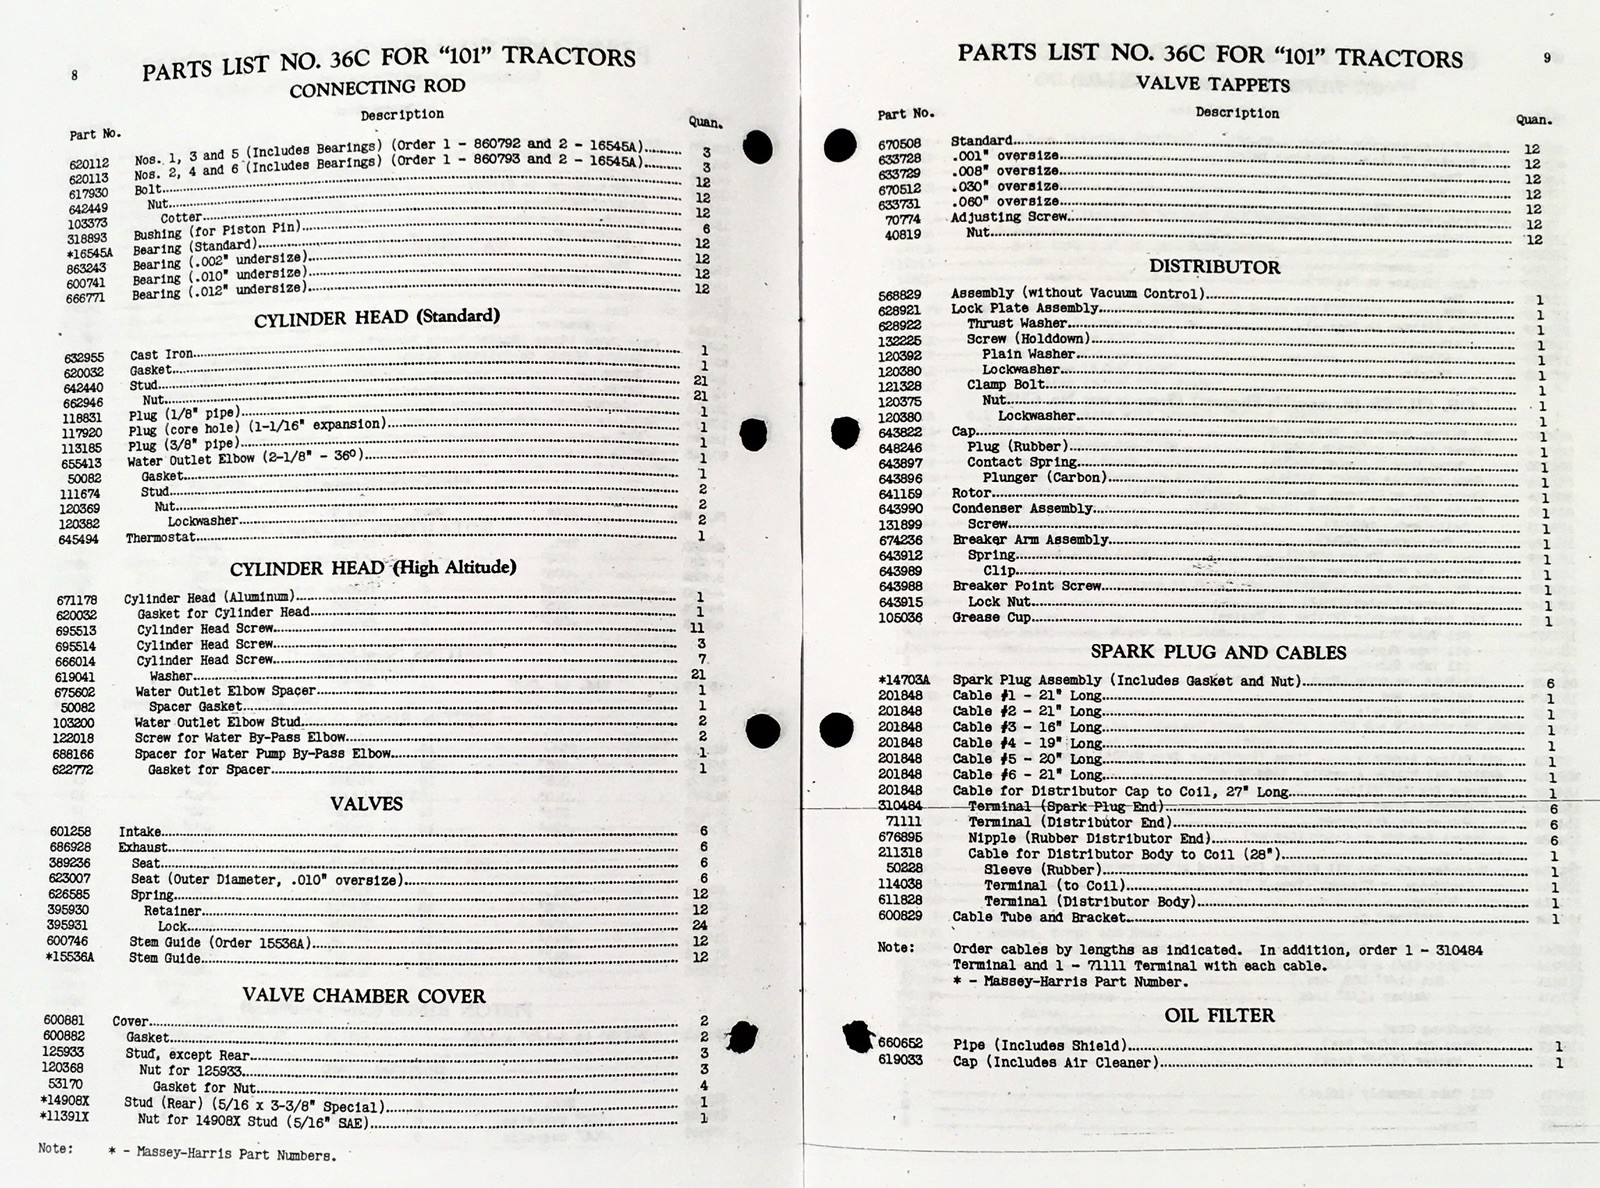 8
PARTS LIST NO. 36C FOR "101" TRACTORS
CONNECTING ROD
Part No. Description Quan.
620112 Nos. 1, 3 and 5 (Includes Bearings) (Order 1 - 860792 and 2 - 16545A) 3
620113 Nos. 2, 4 and 6 (Includes Bearings) (Order 1 - 860793 and 2 - 16545A) 3
617930 Bolt 12
642449 Nut 12
103373 Cotter 12
318893 Bushing (for Piston Pin) 6
*16545A Bearing (Standard) 12
863243 Bearing (.002" undersize) 12
600741 Bearing (.010" undersize) 12
666771 Bearing (.012" undersize) 12
CYLINDER HEAD (Standard)
632955 Cast Iron 1
620032 Gasket 1
642440 Stud 21
662946 Nut 21
118831 Plug (1/8" pipe) 1
117920 Plug (core hole) (1-1/16" expansion) 1
113185 Plug (3/8" pipe) 1
655413 Water Outlet Elbow (2-1/8" - 36°) 1
50082 Gasket 1
111674 Stud 2
120369 Nut 2
120382 Lockwasher 2
645494 Thermostat 1
CYLINDER HEAD (High Altitude)
671178 Cylinder Head (Aluminum) 1
620032 Gasket for Cylinder Head 1
695513 Cylinder Head Screw 11
695514 Cylinder Head Screw 3
666014 Cylinder Head Screw 7
619041 Washer 21
675602 Water Outlet Elbow Spacer 1
50082 Spacer Gasket 1
103200 Water Outlet Elbow Stud 2
122018 Screw for Water By-Pass Elbow 2
688166 Spacer for Water Pump By-Pass Elbow 1
622772 Gasket for Spacer 1
VALVES
601258 Intake 6
686928 Exhaust 6
389236 Seat 6
623007 Seat (Outer Diameter, .010" oversize) 6
626585 Spring 12
395930 Retainer 12
395931 Lock 24
600746 Stem Guide (Order 15536A) 12
*15536A Stem Guide 12
VALVE CHAMBER COVER
600881 Cover 2
600882 Gasket 2
125933 Stud, except Rear 3
120368 Nut for 125933 3
53170 Gasket for Nut 4
*14908X Stud (Rear) (5/16 x 3-3/8" Special) 1
*11391X Nut for 14908X Stud (5/16" SAE) 1
Note: * - Massey-Harris Part Numbers.
PARTS LIST NO. 36C FOR "101" TRACTORS
9
VALVE TAPPETS
Part No. Description Quan.
670508 Standard 12
633728 .001" oversize 12
633729 .008" oversize 12
670512 .030" oversize 12
633731 .060" oversize 12
70774 Adjusting Screw 12
40819 Nut 12
DISTRIBUTOR
568829 Assembly (without Vacuum Control) 1
628921 Lock Plate Assembly 1
628922 Thrust Washer 1
132225 Screw (Holddown) 1
120392 Plain Washer 1
120380 Lockwasher 1
121328 Clamp Bolt 1
120375 Nut 1
120380 Lockwasher 1
643822 Cap 1
648246 Plug (Rubber) 1
643897 Contact Spring 1
643896 Plunger (Carbon) 1
641159 Rotor 1
643990 Condenser Assembly 1
131899 Screw 1
674236 Breaker Arm Assembly 1
643912 Spring 1
643989 Clip 1
643988 Breaker Point Screw 1
643915 Lock Nut 1
105036 Grease Cup 1
SPARK PLUG AND CABLES
*14703A Spark Plug Assembly (Includes Gasket and Nut) 6
201848 Cable #1 - 21" Long 1
201848 Cable #2 - 21" Long 1
201848 Cable #3 - 16" Long 1
201848 Cable #4 - 19" Long 1
201848 Cable #5 - 20" Long 1
201848 Cable #6 - 21" Long 1
201848 Cable for Distributor Cap to Coil, 27" Long 1
310484 Terminal (Spark Plug End) 6
71111 Terminal (Distributor End) 6
676895 Nipple (Rubber Distributor End) 6
211318 Cable for Distributor Body to Coil (28") 1
50228 Sleeve (Rubber) 1
114038 Terminal (to Coil) 1
611828 Terminal (Distributor Body) 1
600829 Cable Tube and Bracket 1
Note: Order cables by lengths as indicated. In addition, order 1 - 310484
Terminal and 1 - 71111 Terminal with each cable.
* - Massey-Harris Part Number.
OIL FILTER
660652 Pipe (Includes Shield) 1
619033 Cap (Includes Air Cleaner) 1